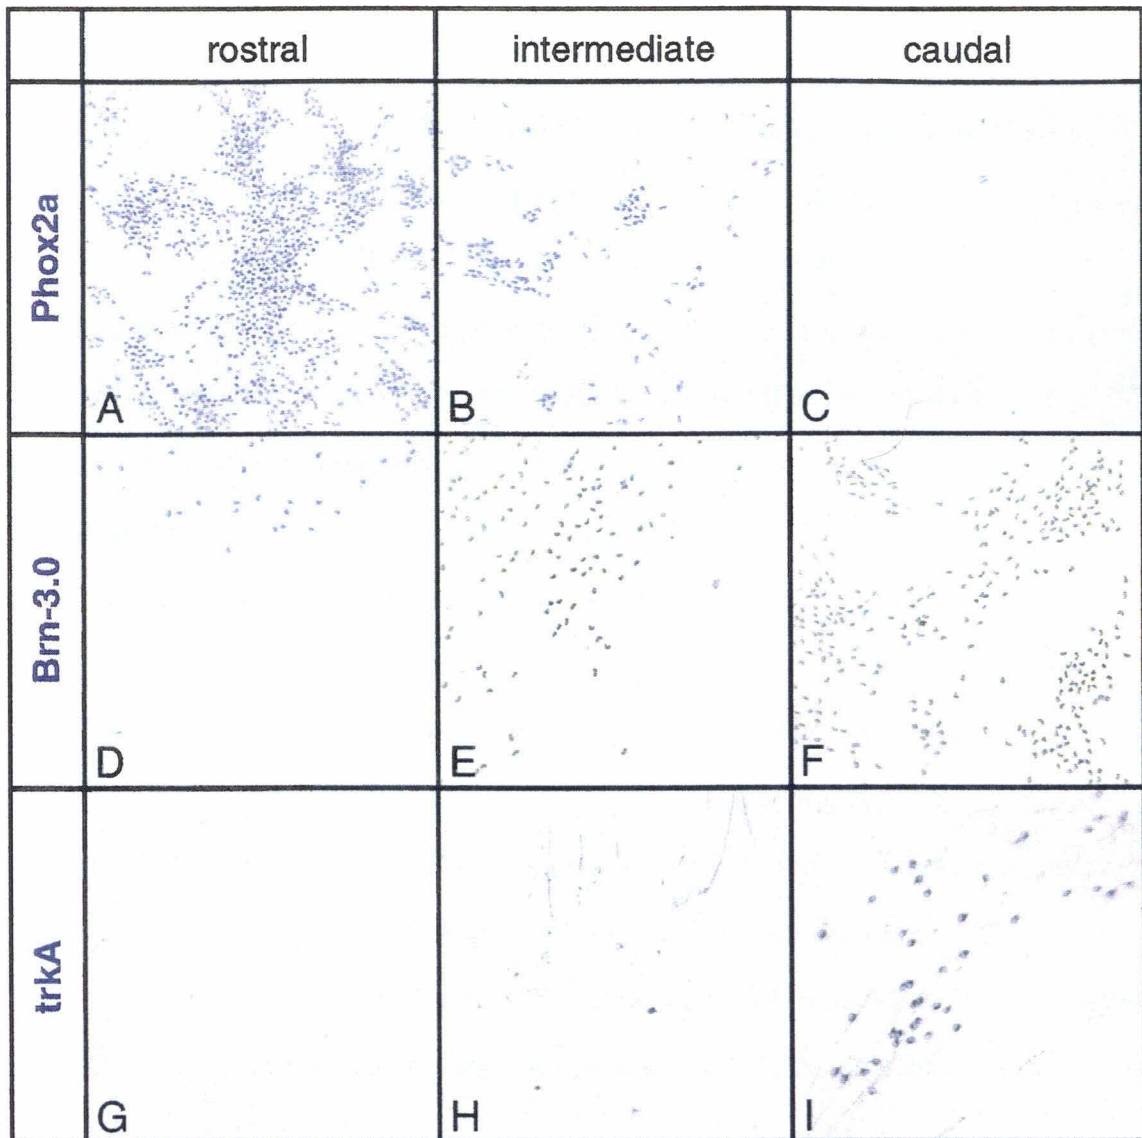 rostral intermediate caudal
Phox2a
A B C
Brn-3.0
D E F
trkA
G H I